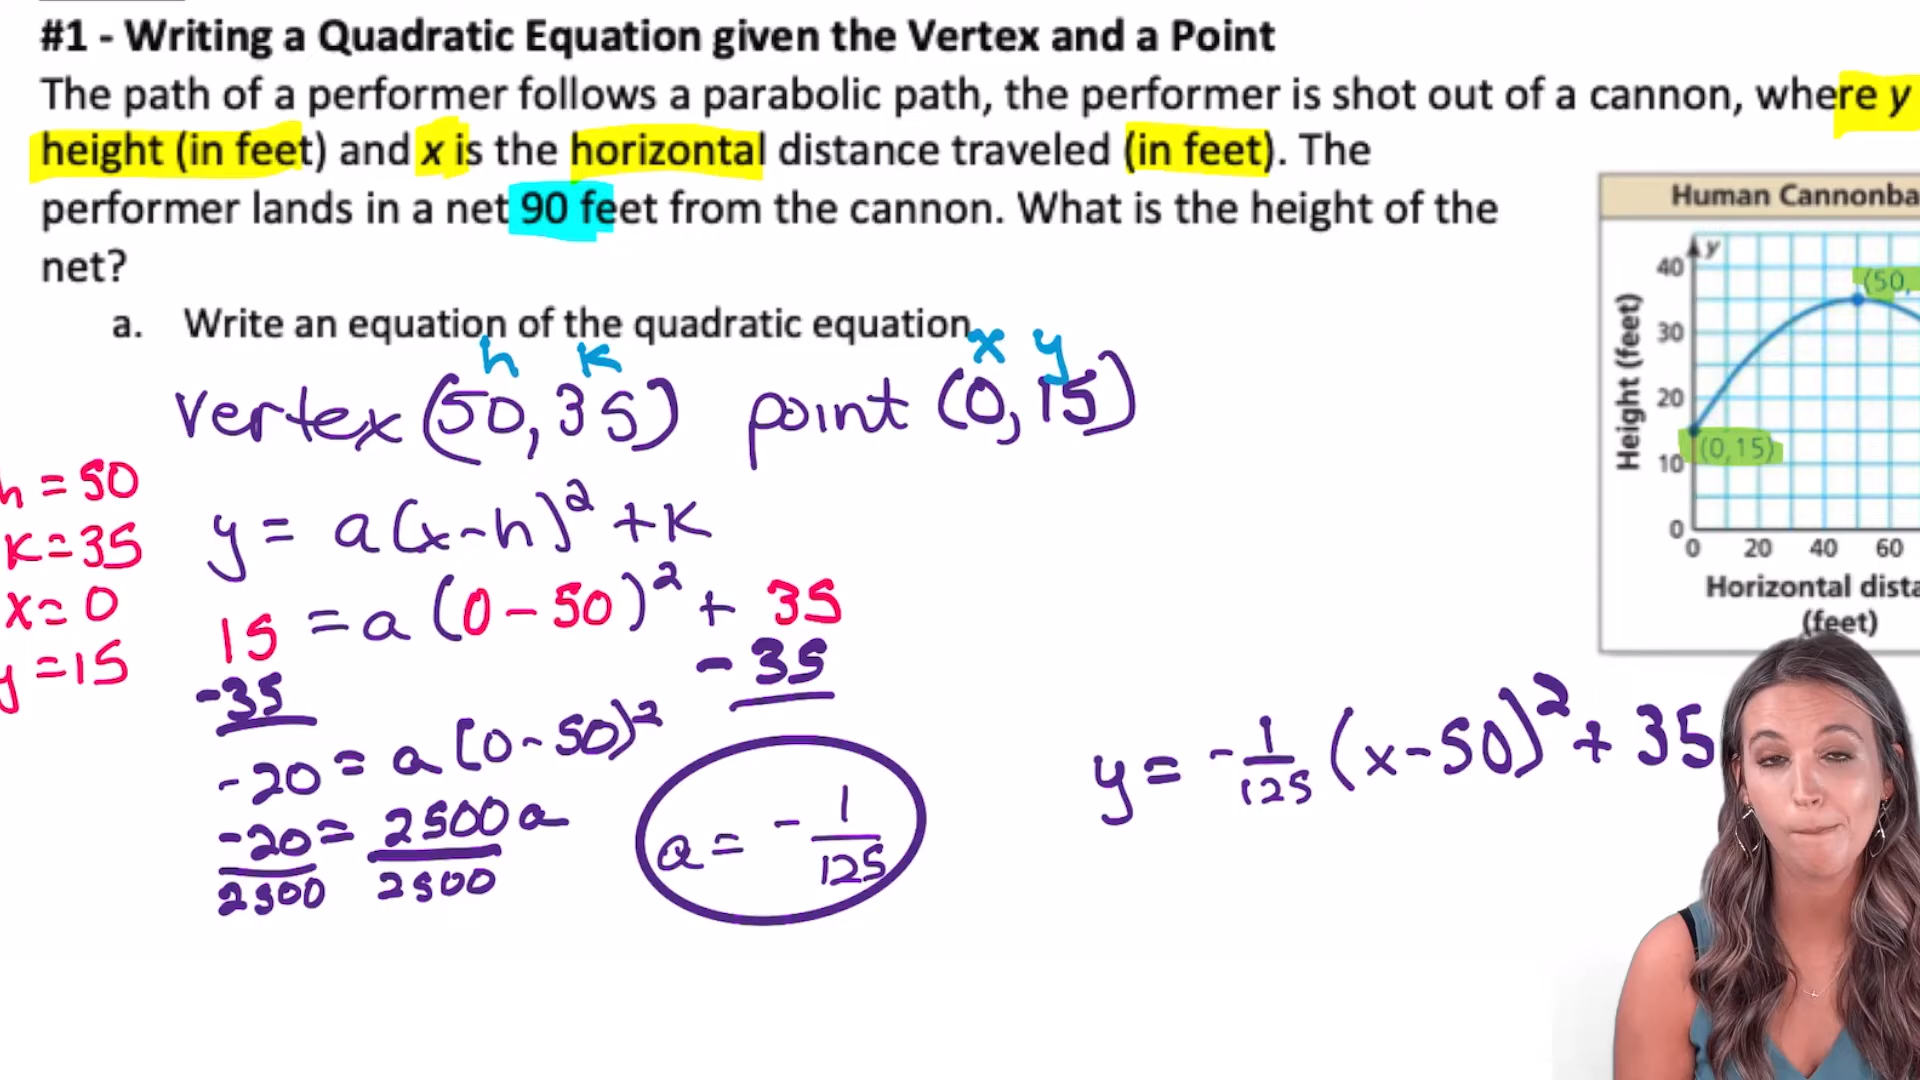 #1 - Writing a Quadratic Equation given the Vertex and a Point
The path of a performer follows a parabolic path, the performer is shot out of a cannon, where y
height (in feet) and x is the horizontal distance traveled (in feet). The
performer lands in a net 90 feet from the cannon. What is the height of the
net?
a. Write an equation of the quadratic equation
h k x y
vertex (50, 35) point (0, 15)
h = 50
k = 35
x = 0
y = 15
y = a(x-h)² + k
15 = a (0-50)² + 35
-35 -35
-20 = a (0-50)²
-20 = 2500a
2500 2500
a = -1/125
y = -1/125 (x-50)² + 35
Human Cannonba
y
40
30
20
10
0
(50,
(0,15)
Height (feet)
0 20 40 60
Horizontal dista
(feet)